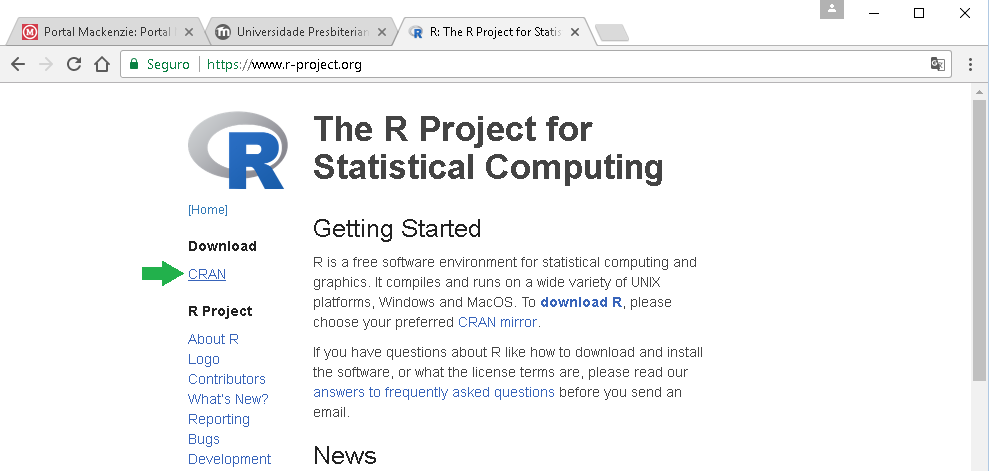 Portal Mackenzie: Portal
Universidade Presbiterian
R: The R Project for Statis
Seguro
https://www.r-project.org
R
The R Project for
Statistical Computing
[Home]
Download
CRAN
R Project
About R
Logo
Contributors
What's New?
Reporting
Bugs
Development
Getting Started
R is a free software environment for statistical computing and
graphics. It compiles and runs on a wide variety of UNIX
platforms, Windows and MacOS. To download R, please
choose your preferred CRAN mirror.
If you have questions about R like how to download and install
the software, or what the license terms are, please read our
answers to frequently asked questions before you send an
email.
News